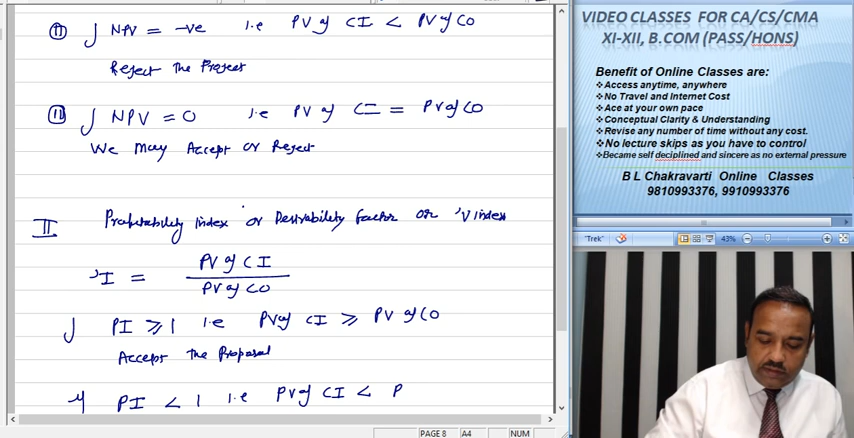 (ii) If NPV = -ve i.e PV of CI < PV of CO
Reject the Project
(iii) If NPV = 0 i.e PV of CI = PV of CO
We may Accept or Reject
II Profitability Index or Desirability factor or PV index
PI = PV of CI / PV of CO
If PI ≥ 1 i.e PV of CI ≥ PV of CO
Accept the Proposal
If PI < 1 i.e PV of CI < P
PAGE 8 A4 NUM
VIDEO CLASSES FOR CA/CS/CMA
XI-XII, B.COM (PASS/HONS)
Benefit of Online Classes are:
❖Access anytime, anywhere
❖No Travel and Internet Cost
❖Ace at your own pace
❖Conceptual Clarity & Understanding
❖Revise any number of time without any cost.
❖No lecture skips as you have to control
❖Became self deciplined and sincere as no external pressure
B L Chakravarti Online Classes
9810993376, 9910993376
"Trek" 43%